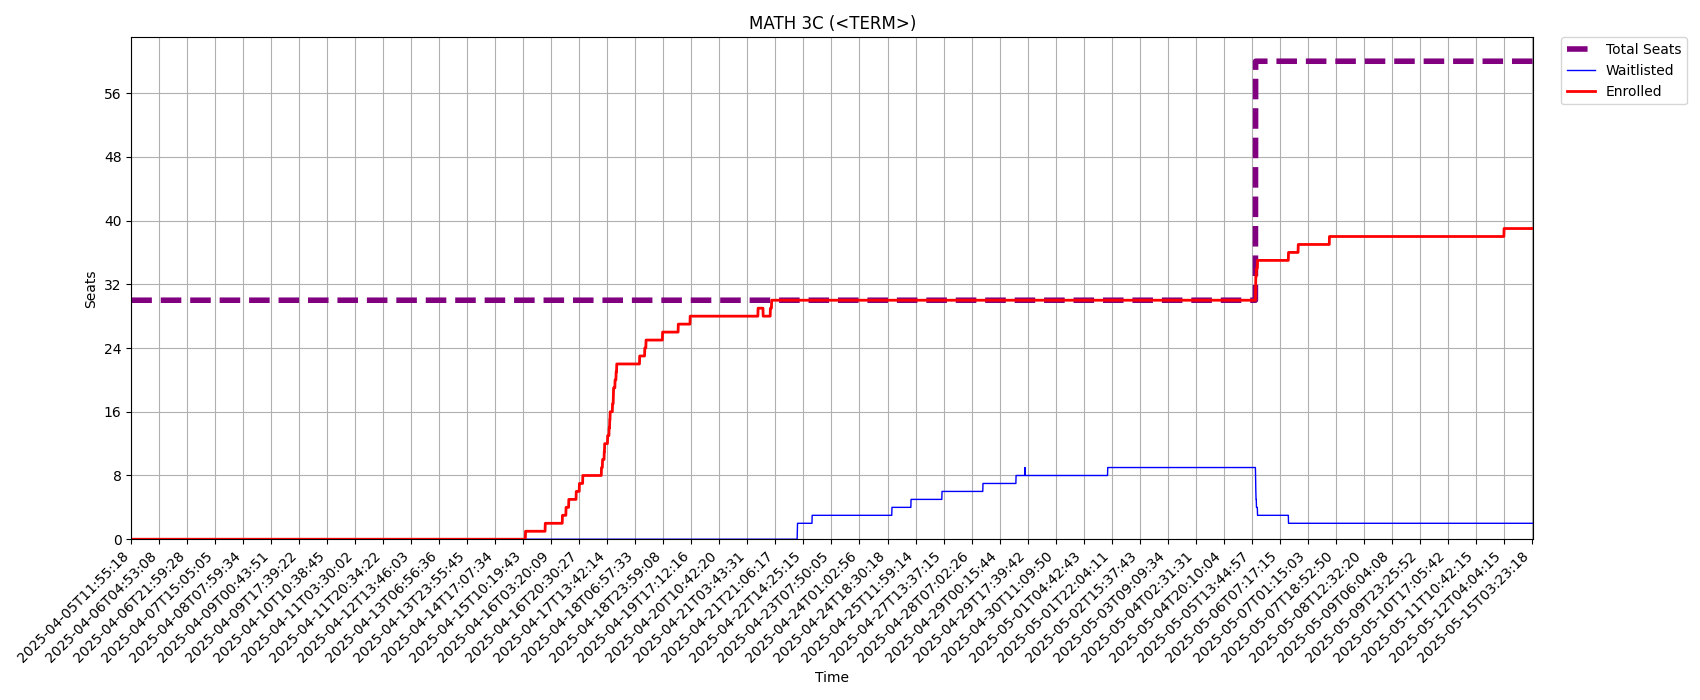 MATH 3C (<TERM>)
Total Seats
Waitlisted
Enrolled
56
48
40
32
24
16
8
0
Seats
2025-04-05T11:55:18
2025-04-06T04:53:08
2025-04-06T21:59:28
2025-04-07T15:05:05
2025-04-08T07:59:34
2025-04-09T00:43:51
2025-04-09T17:39:22
2025-04-10T10:38:45
2025-04-11T03:30:02
2025-04-11T20:34:22
2025-04-12T13:46:03
2025-04-13T06:56:36
2025-04-13T23:55:45
2025-04-14T17:07:34
2025-04-15T10:19:43
2025-04-16T03:20:09
2025-04-16T20:30:27
2025-04-17T13:42:14
2025-04-18T06:57:33
2025-04-18T23:59:08
2025-04-19T17:12:16
2025-04-20T10:42:20
2025-04-21T03:43:31
2025-04-21T21:06:17
2025-04-22T14:25:15
2025-04-23T07:50:05
2025-04-24T01:02:56
2025-04-24T18:30:18
2025-04-25T11:59:14
2025-04-27T13:37:15
2025-04-28T07:02:26
2025-04-29T00:15:44
2025-04-29T17:39:42
2025-04-30T11:09:50
2025-05-01T04:42:43
2025-05-01T22:04:11
2025-05-02T15:37:43
2025-05-03T09:09:34
2025-05-04T02:31:31
2025-05-04T20:10:04
2025-05-05T13:44:57
2025-05-06T07:17:15
2025-05-07T01:15:03
2025-05-07T18:52:50
2025-05-08T12:32:20
2025-05-09T06:04:08
2025-05-09T23:25:52
2025-05-10T17:05:42
2025-05-11T10:42:15
2025-05-12T04:04:15
2025-05-15T03:23:18
Time